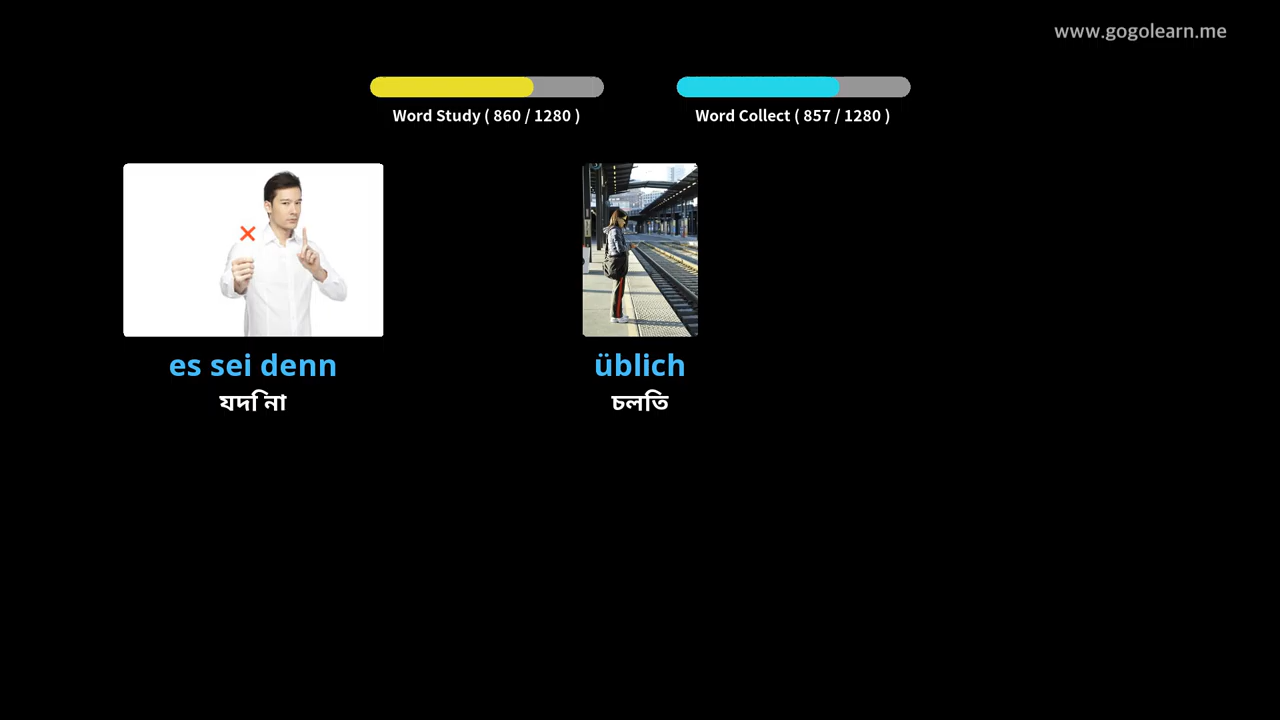 www.gogolearn.me
Word Study ( 860 / 1280 )
Word Collect ( 857 / 1280 )
es sei denn
যদি না
üblich
চলতি